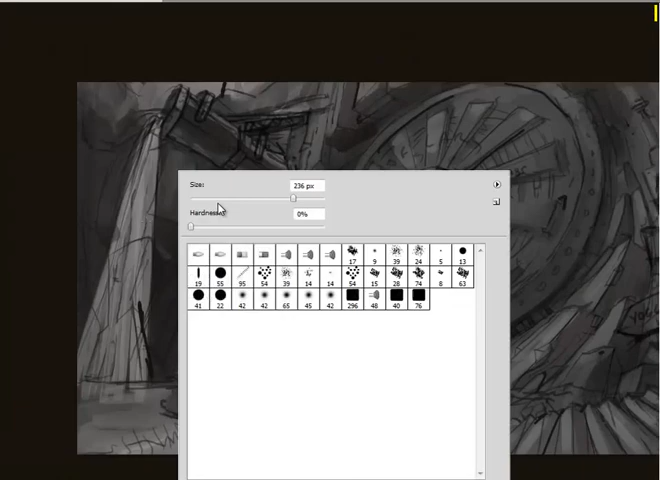 Size: 236 px
Hardness: 0%
17 9 39 24 5 13
19 55 95 54 39 14 14 54 15 28 74 8 63
41 22 42 42 65 45 42 296 48 40 76